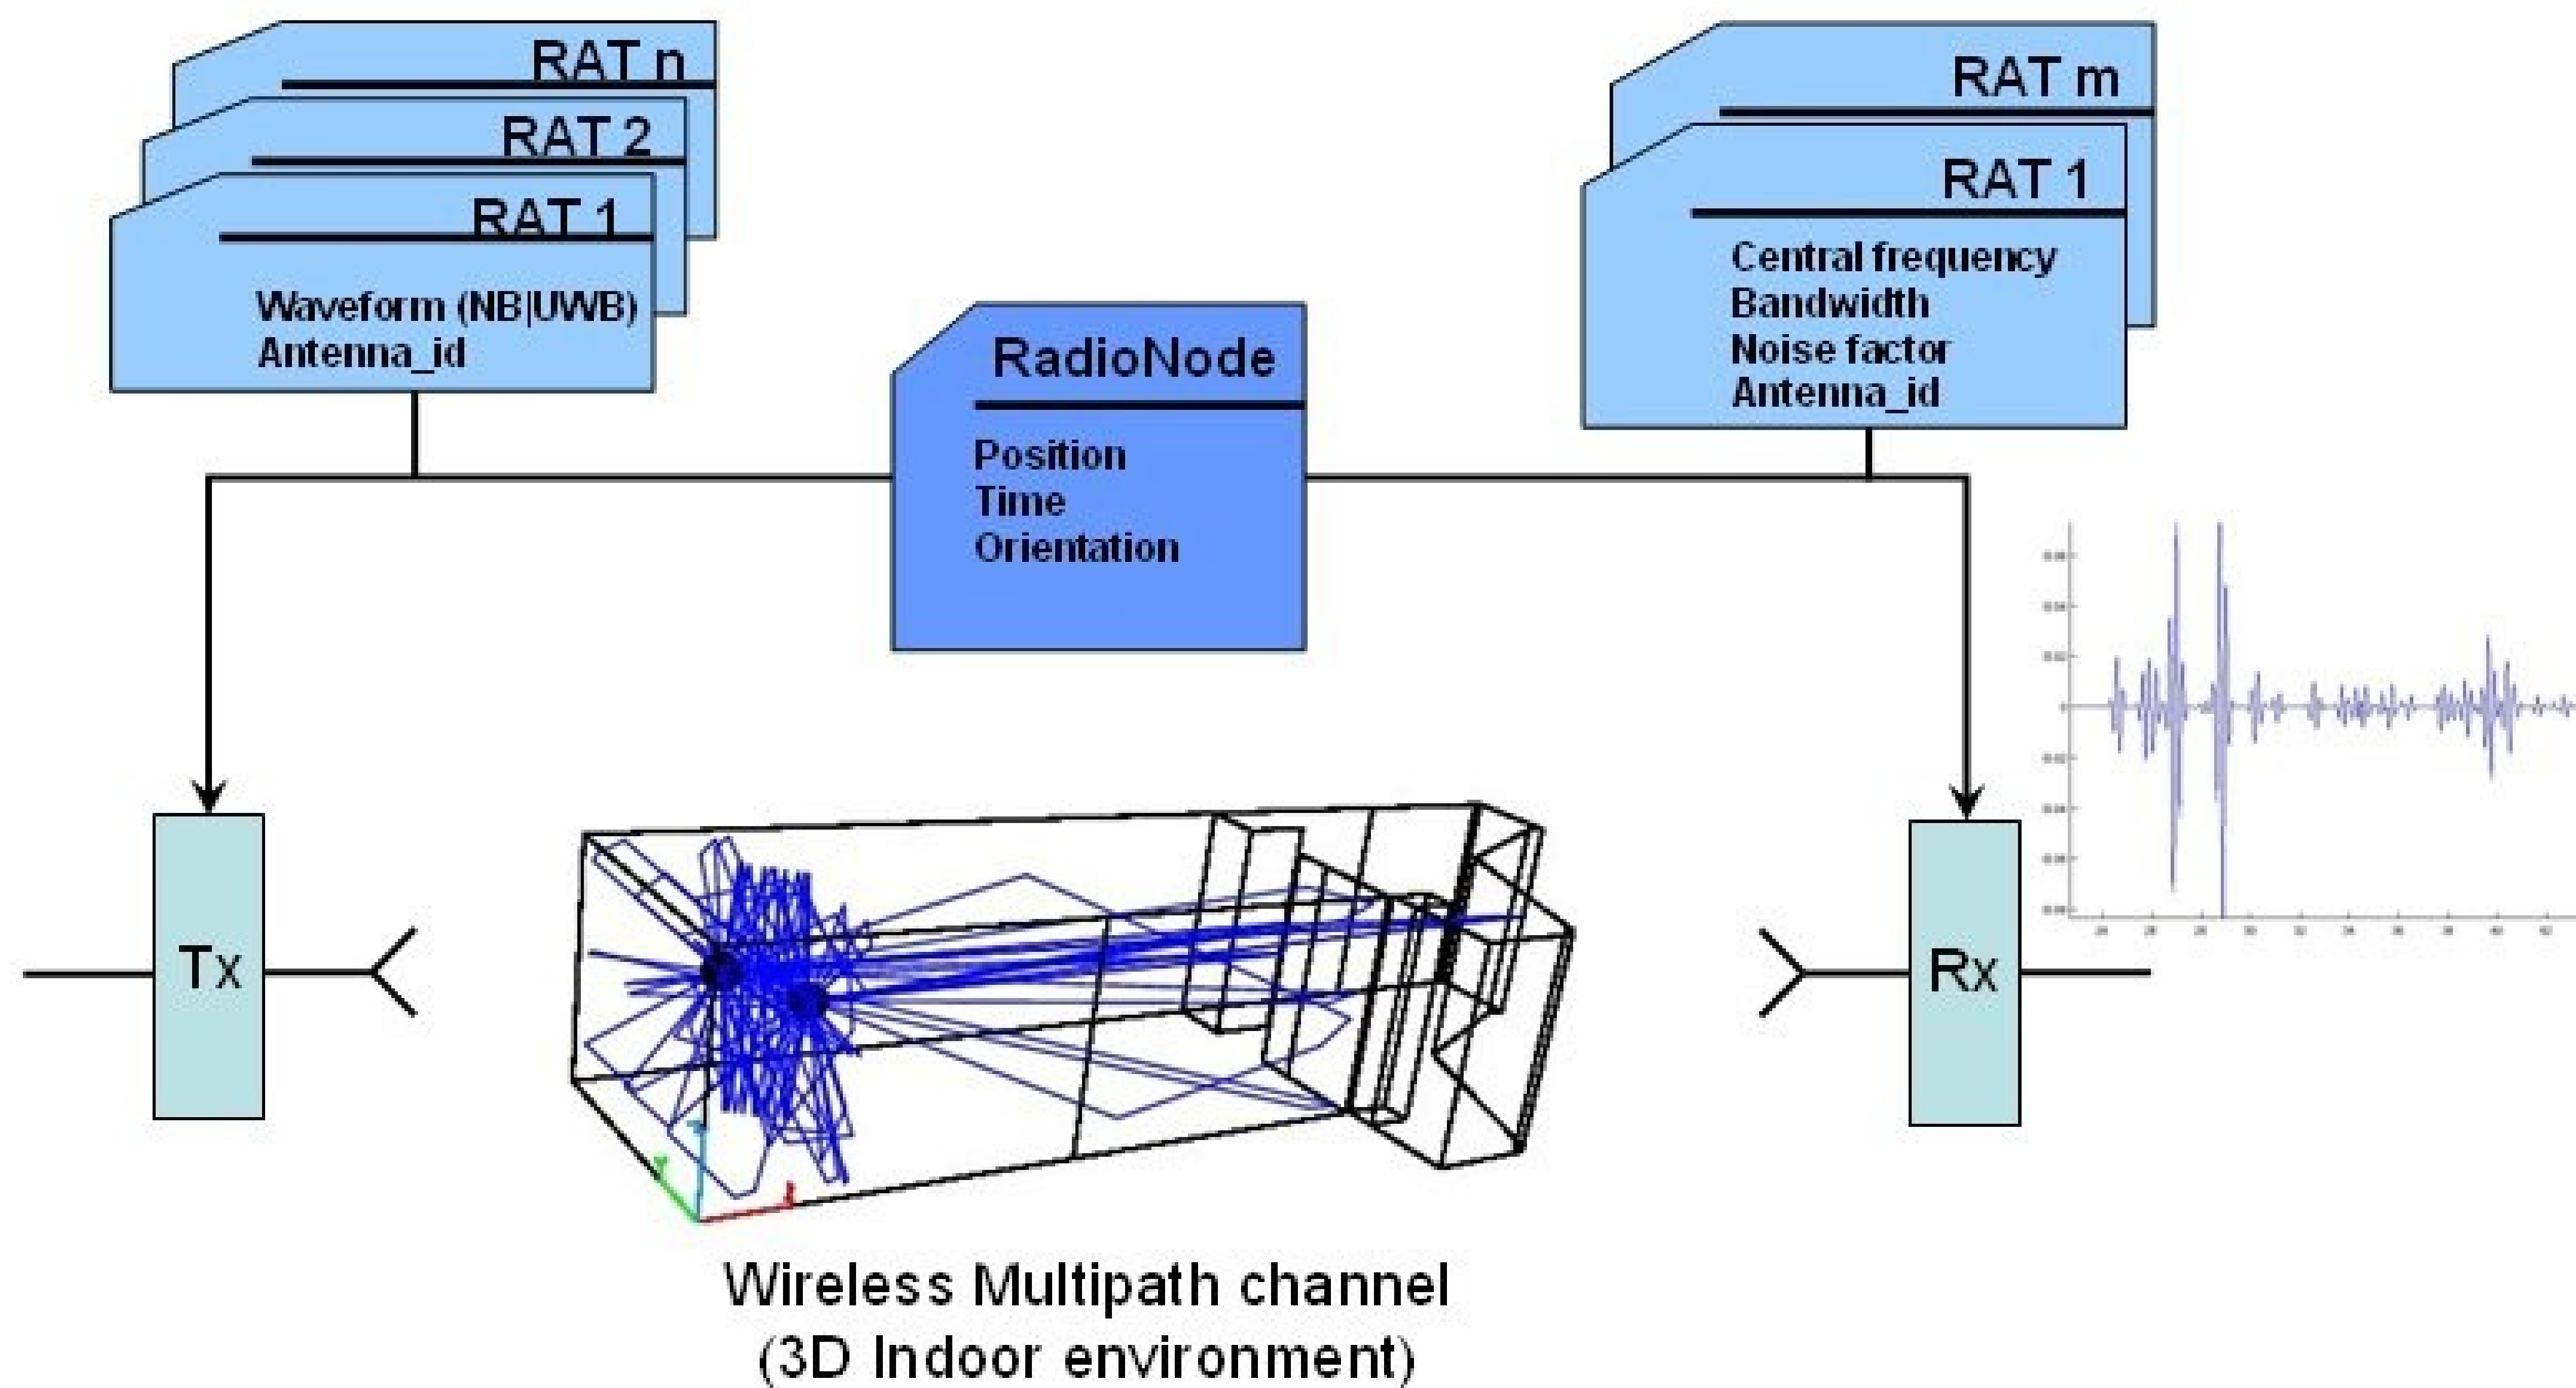 RAT n
RAT 2
RAT 1
Waveform (NB|UWB)
Antenna_id
RadioNode
Position
Time
Orientation
RAT m
RAT 1
Central frequency
Bandwidth
Noise factor
Antenna_id
Tx
Rx
Wireless Multipath channel
(3D Indoor environment)